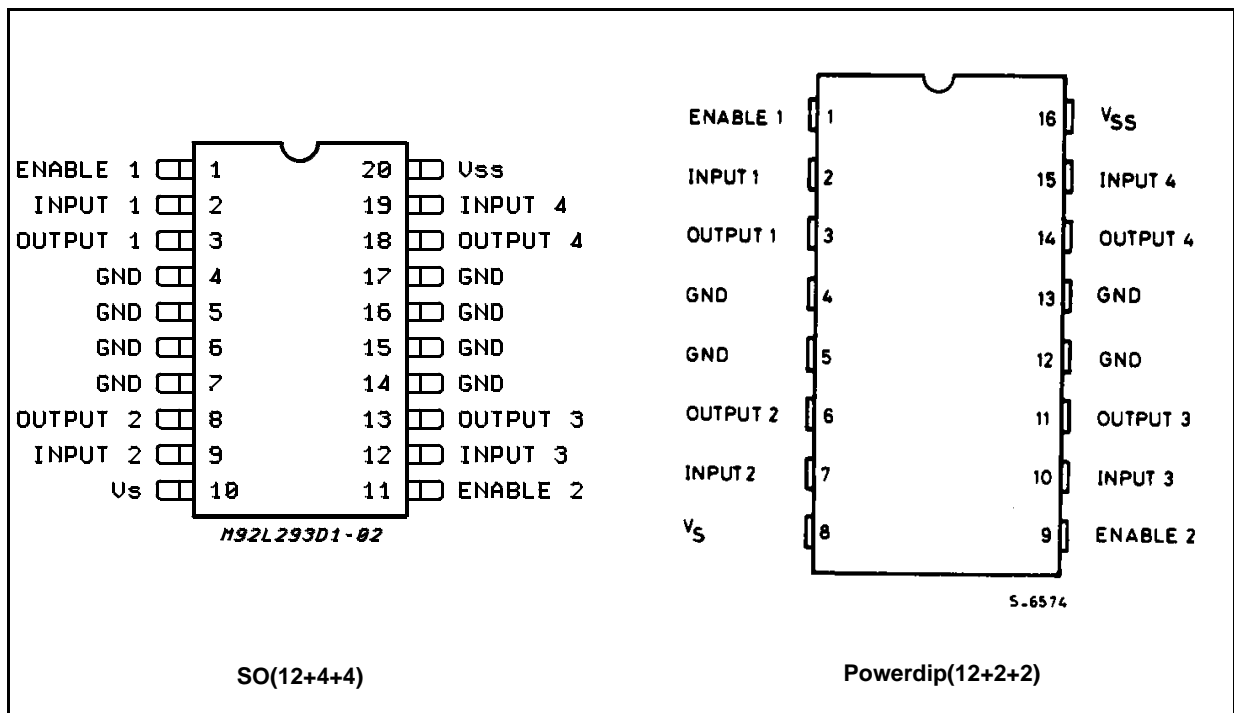 ENABLE 1 1 20 Vss
INPUT 1 2 19 INPUT 4
OUTPUT 1 3 18 OUTPUT 4
GND 4 17 GND
GND 5 16 GND
GND 6 15 GND
GND 7 14 GND
OUTPUT 2 8 13 OUTPUT 3
INPUT 2 9 12 INPUT 3
Vs 10 11 ENABLE 2
M92L293D1-02
SO(12+4+4)
ENABLE 1 1 16 VSS
INPUT 1 2 15 INPUT 4
OUTPUT 1 3 14 OUTPUT 4
GND 4 13 GND
GND 5 12 GND
OUTPUT 2 6 11 OUTPUT 3
INPUT 2 7 10 INPUT 3
VS 8 9 ENABLE 2
S-6574
Powerdip(12+2+2)